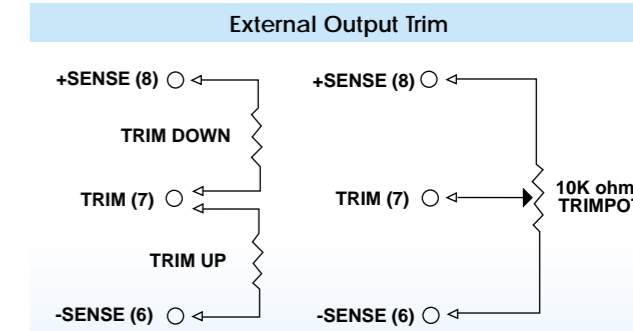 External Output Trim
+SENSE (8)
TRIM DOWN
TRIM (7)
TRIM UP
-SENSE (6)
+SENSE (8)
TRIM (7)
10K ohm
TRIMPOT
-SENSE (6)